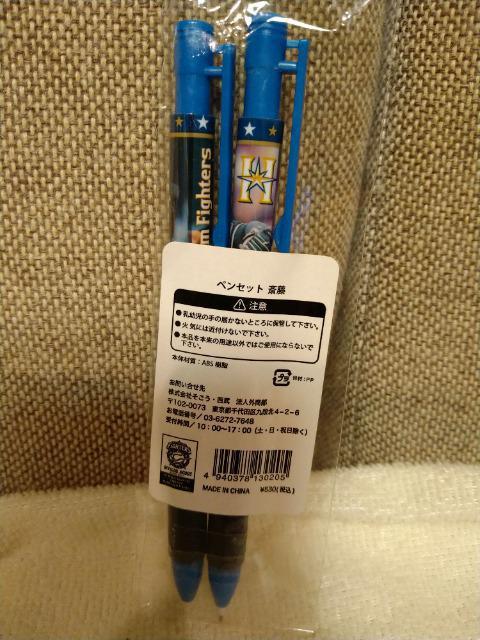 m Fighters
H
ペンセット 斎藤
注意
●乳幼児の手の届かないところに保管して下さい。
●火気には近付けないで下さい。
●本品を本来の用途以外ではご使用にならないで
下さい。
本体材質：ABS 樹脂
プラ 台材：PP
お問い合せ先
株式会社そごう・西武 法人外商部
〒102-0073 東京都千代田区九段北4-2-6
お電話番号／03-6272-7648
受付時間／10：00～17：00（土・日・祝日除く）
FIGHTERS
4 940378 130205
MADE IN CHINA ¥530(税込)